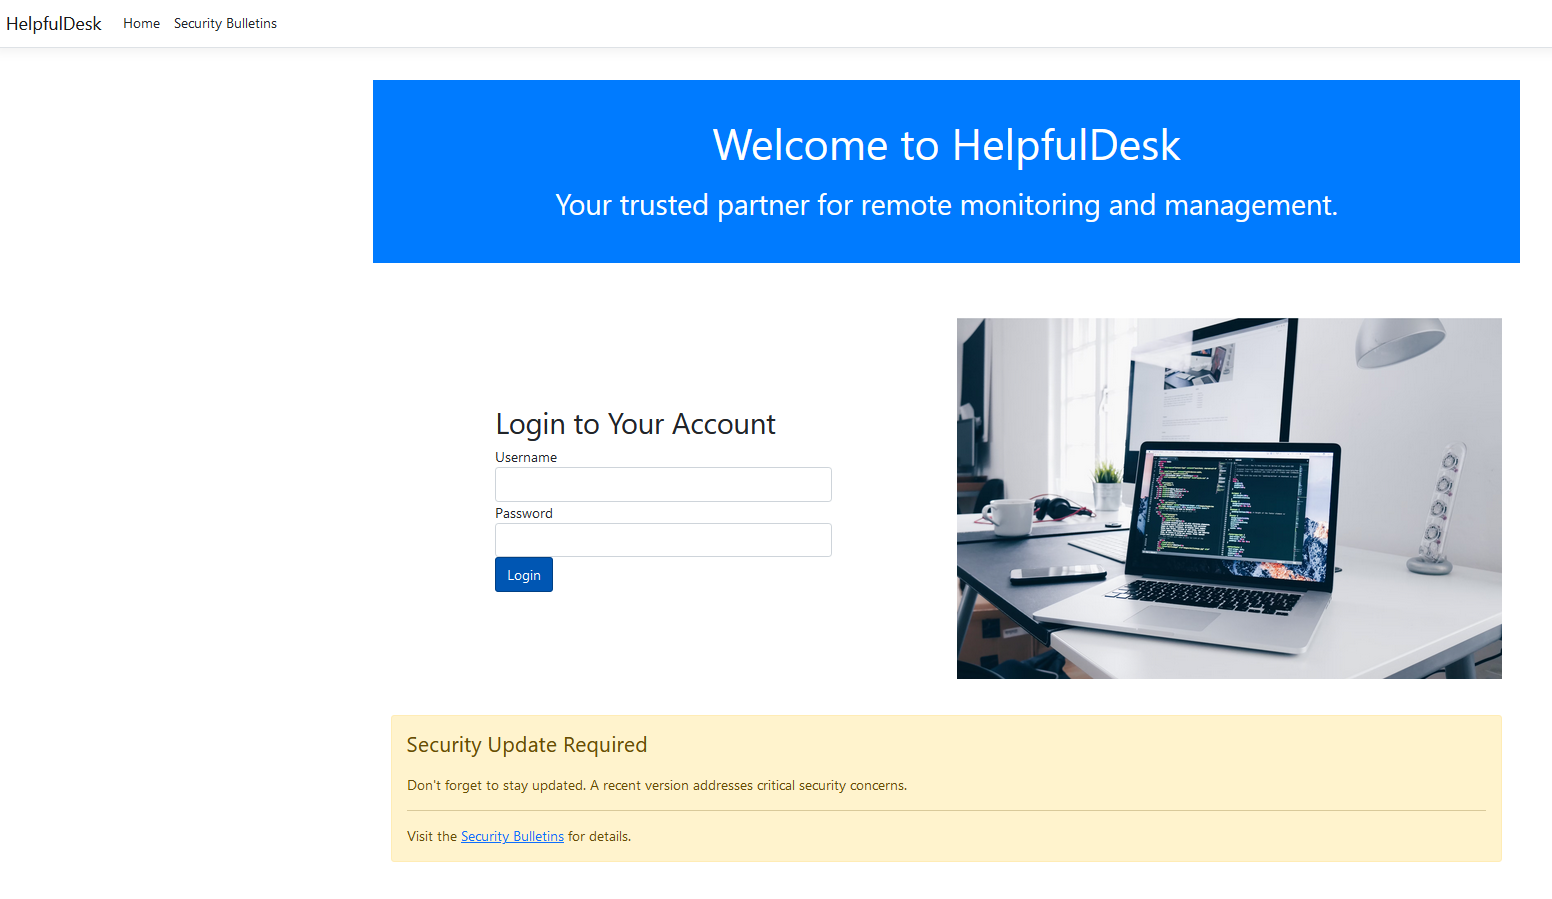 HelpfulDesk Home Security Bulletins
Welcome to HelpfulDesk
Your trusted partner for remote monitoring and management.
Login to Your Account
Username
Password
Login
Security Update Required
Don't forget to stay updated. A recent version addresses critical security concerns.
Visit the Security Bulletins for details.